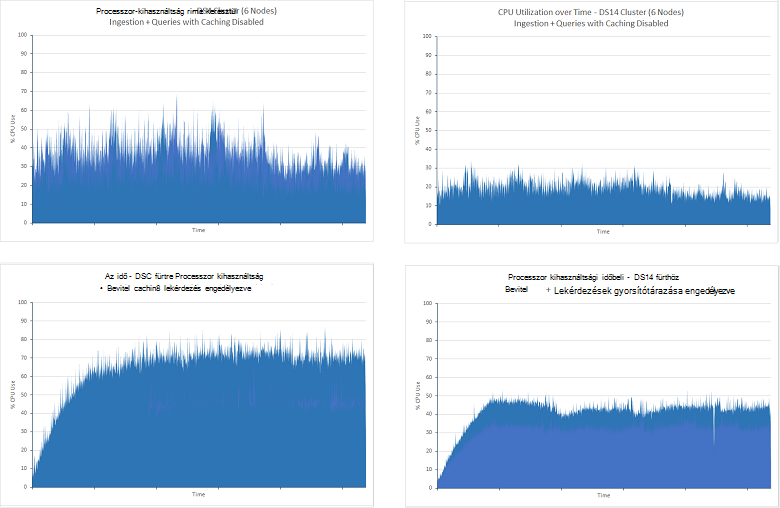 Processzor-kihasználtság (6 Nodes)
Ingestion + Queries with Caching Disabled
100
90
80
70
60
50
40
30
20
10
0
% CPU Use
Time
CPU Utilization over Time – DS14 Cluster (6 Nodes)
Ingestion + Queries with Caching Disabled
100
90
80
70
60
50
40
30
20
10
0
% CPU Use
Time
Az idő - DSC fürtre Processzor kihasználtság
• Bevitel cachin8 lekérdezés engedélyezve
100
90
80
70
60
50
40
30
20
10
0
% CPU Use
Time
Processzor kihasználtsági időbeli - DS14 fürthöz
Bevitel + Lekérdezések gyorsítótárazása engedélyezve
100
90
80
70
60
50
40
30
20
10
0
% CPU Use
Time